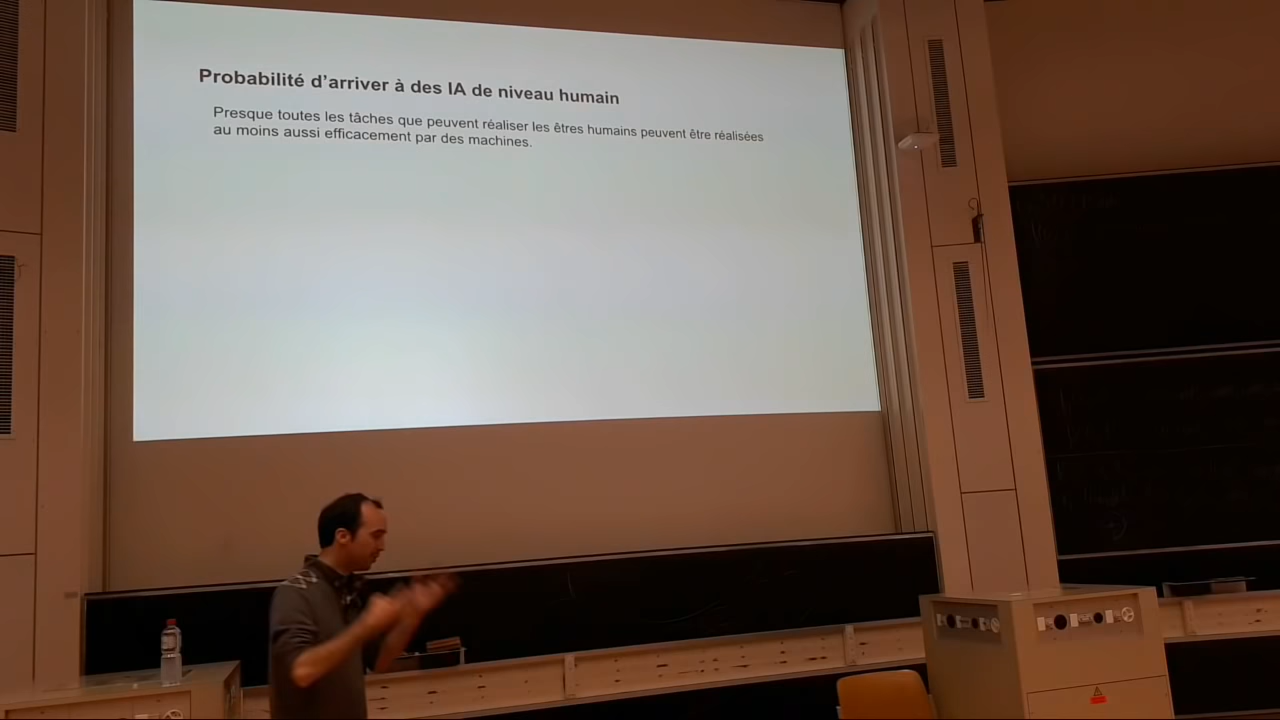 Probabilité d'arriver à des IA de niveau humain
Presque toutes les tâches que peuvent réaliser les êtres humains peuvent être réalisées
au moins aussi efficacement par des machines.